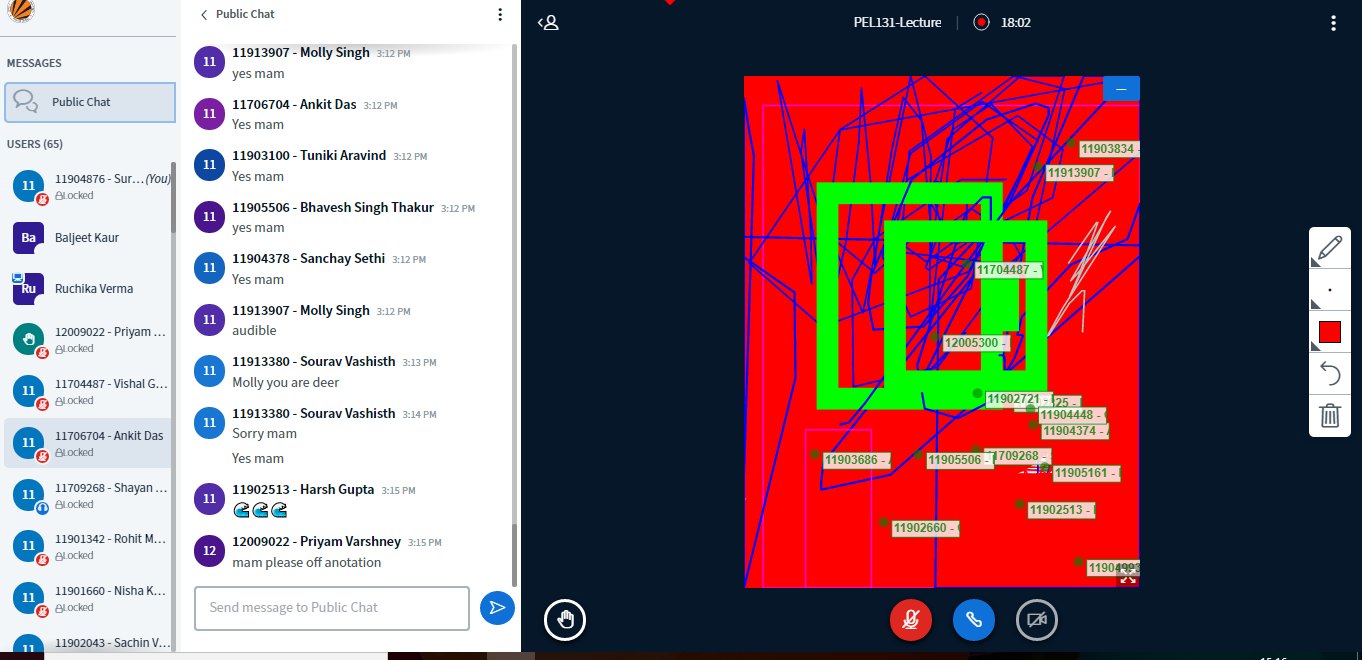 MESSAGES
Public Chat
USERS (65)
11 11904876 - Sur... (You)
Locked
Ba Baljeet Kaur
Ru Ruchika Verma
12009022 - Priyam ...
Locked
11 11704487 - Vishal G...
Locked
11 11706704 - Ankit Das
Locked
11 11709268 - Shayan ...
Locked
11 11901342 - Rohit M...
Locked
11 11901660 - Nisha K...
Locked
11 11902043 - Sachin V...
Public Chat
11 11913907 - Molly Singh 3:12 PM
yes mam
11 11706704 - Ankit Das 3:12 PM
Yes mam
11 11903100 - Tuniki Aravind 3:12 PM
Yes mam
11 11905506 - Bhavesh Singh Thakur 3:12 PM
yes mam
11 11904378 - Sanchay Sethi 3:12 PM
Yes mam
11 11913907 - Molly Singh 3:12 PM
audible
11 11913380 - Sourav Vashisth 3:13 PM
Molly you are deer
11 11913380 - Sourav Vashisth 3:14 PM
Sorry mam
Yes mam
11 11902513 - Harsh Gupta 3:15 PM
🌊🌊🌊
12 12009022 - Priyam Varshney 3:15 PM
mam please off anotation
Send message to Public Chat
PEL131-Lecture | 18:02
11903834 -
11913907 -
11704487 -
12005300 -
11902721 -
25 -
11904448 -
11904374 -
11903686 -
11905506 -
11709268 -
11905161 -
11902513 -
11902660 -
11904993